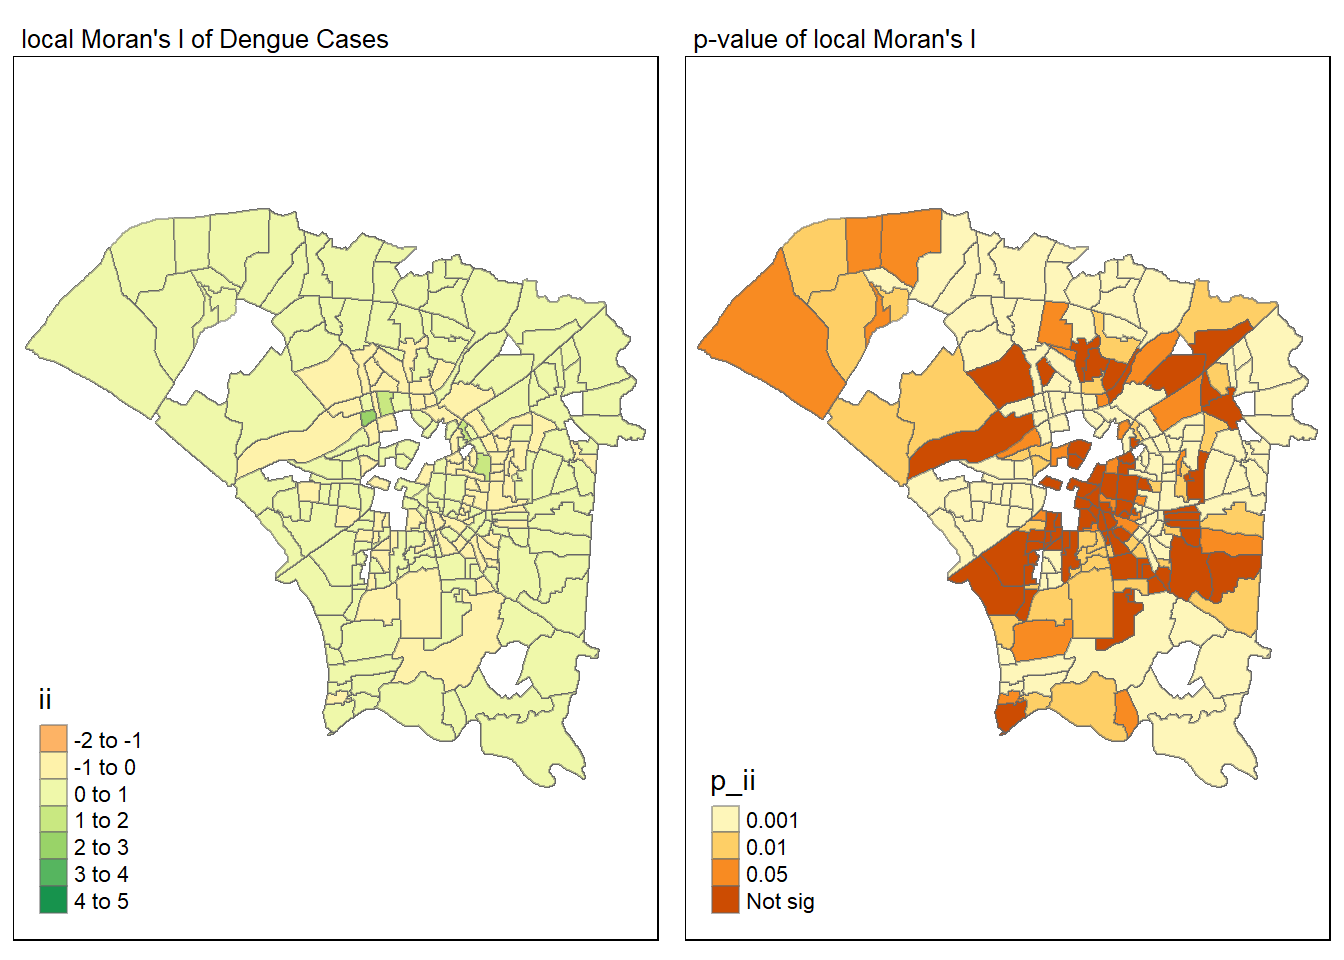 local Moran's I of Dengue Cases
ii
-2 to -1
-1 to 0
0 to 1
1 to 2
2 to 3
3 to 4
4 to 5
p-value of local Moran's I
p_ii
0.001
0.01
0.05
Not sig